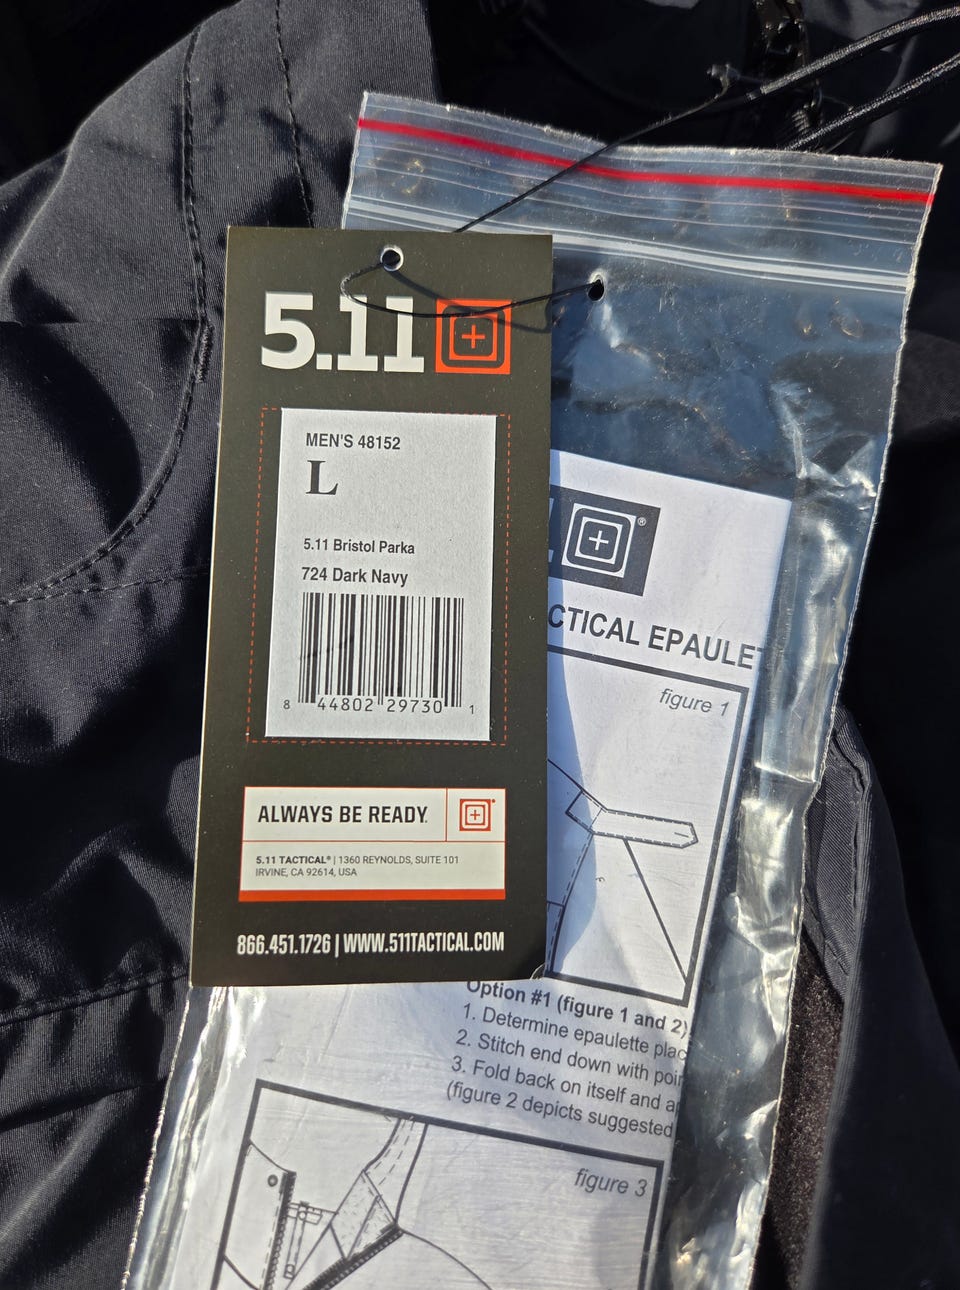 5.11
MEN'S 48152
L
5.11 Bristol Parka
724 Dark Navy
8 44802 29730 1
ALWAYS BE READY.
5.11 TACTICAL® | 1360 REYNOLDS, SUITE 101
IRVINE, CA 92614, USA
866.451.1726 | WWW.511TACTICAL.COM
®
CTICAL EPAULET
figure 1
Option #1 (figure 1 and 2)
1. Determine epaulette plac
2. Stitch end down with poin
3. Fold back on itself and a
(figure 2 depicts suggested
figure 3